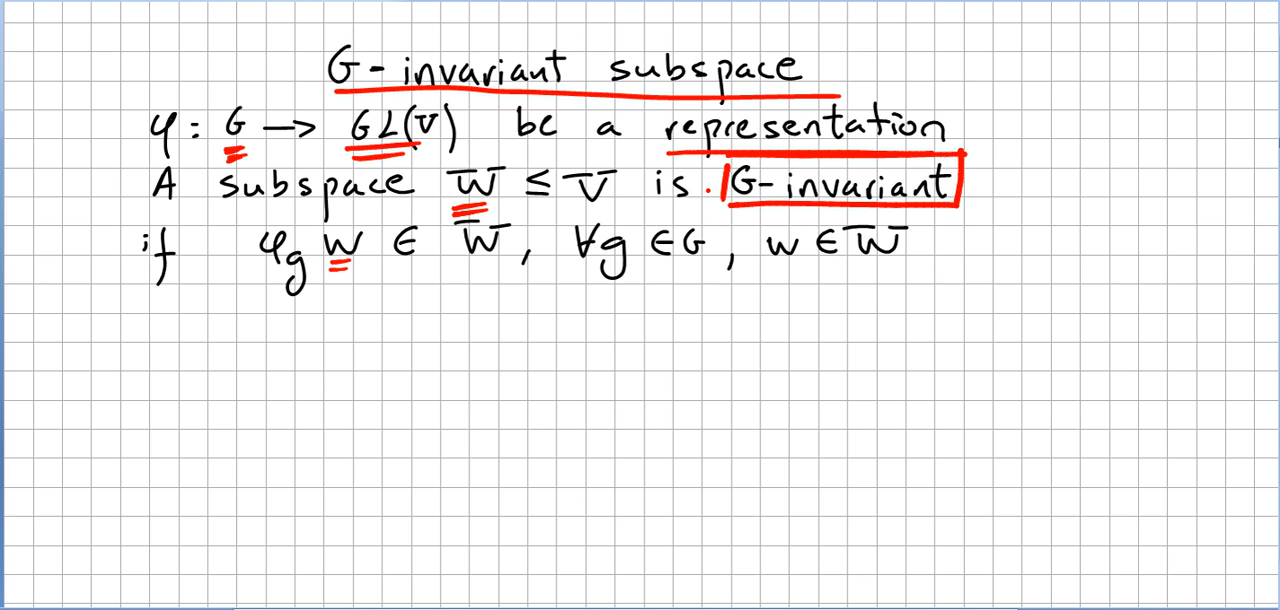 G-invariant subspace
φ: G → GL(V) be a representation
A subspace W ≤ V is. G-invariant
if φ_g w ∈ W, ∀g ∈ G, w ∈ W